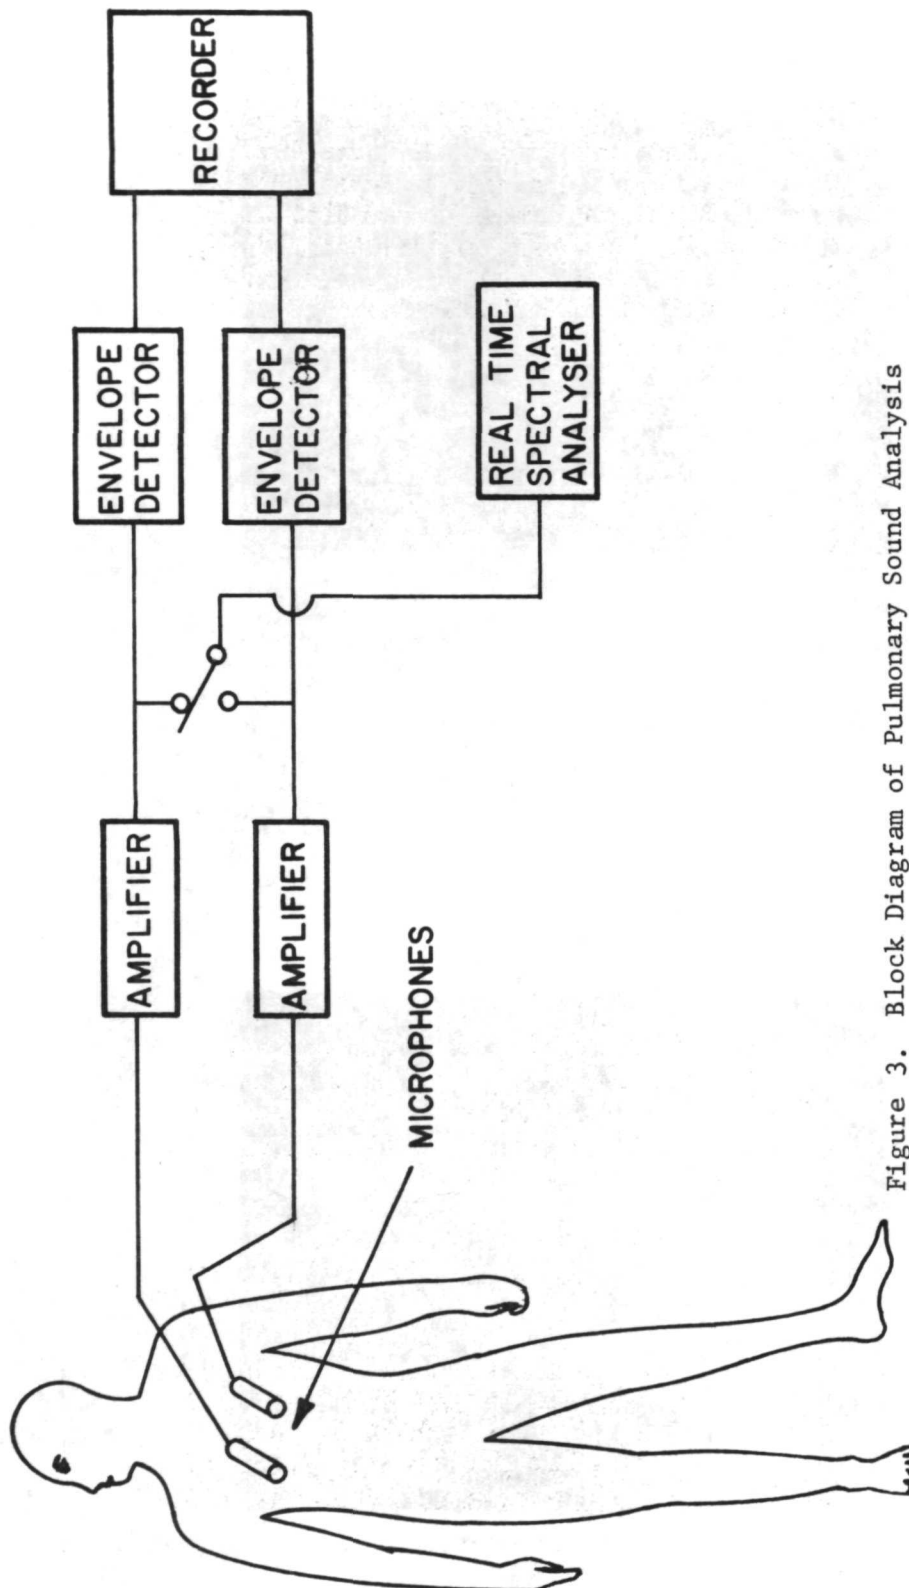 RECORDER
ENVELOPE
DETECTOR
ENVELOPE
DETECTOR
REAL TIME
SPECTRAL
ANALYSER
AMPLIFIER
AMPLIFIER
MICROPHONES
Figure 3. Block Diagram of Pulmonary Sound Analysis